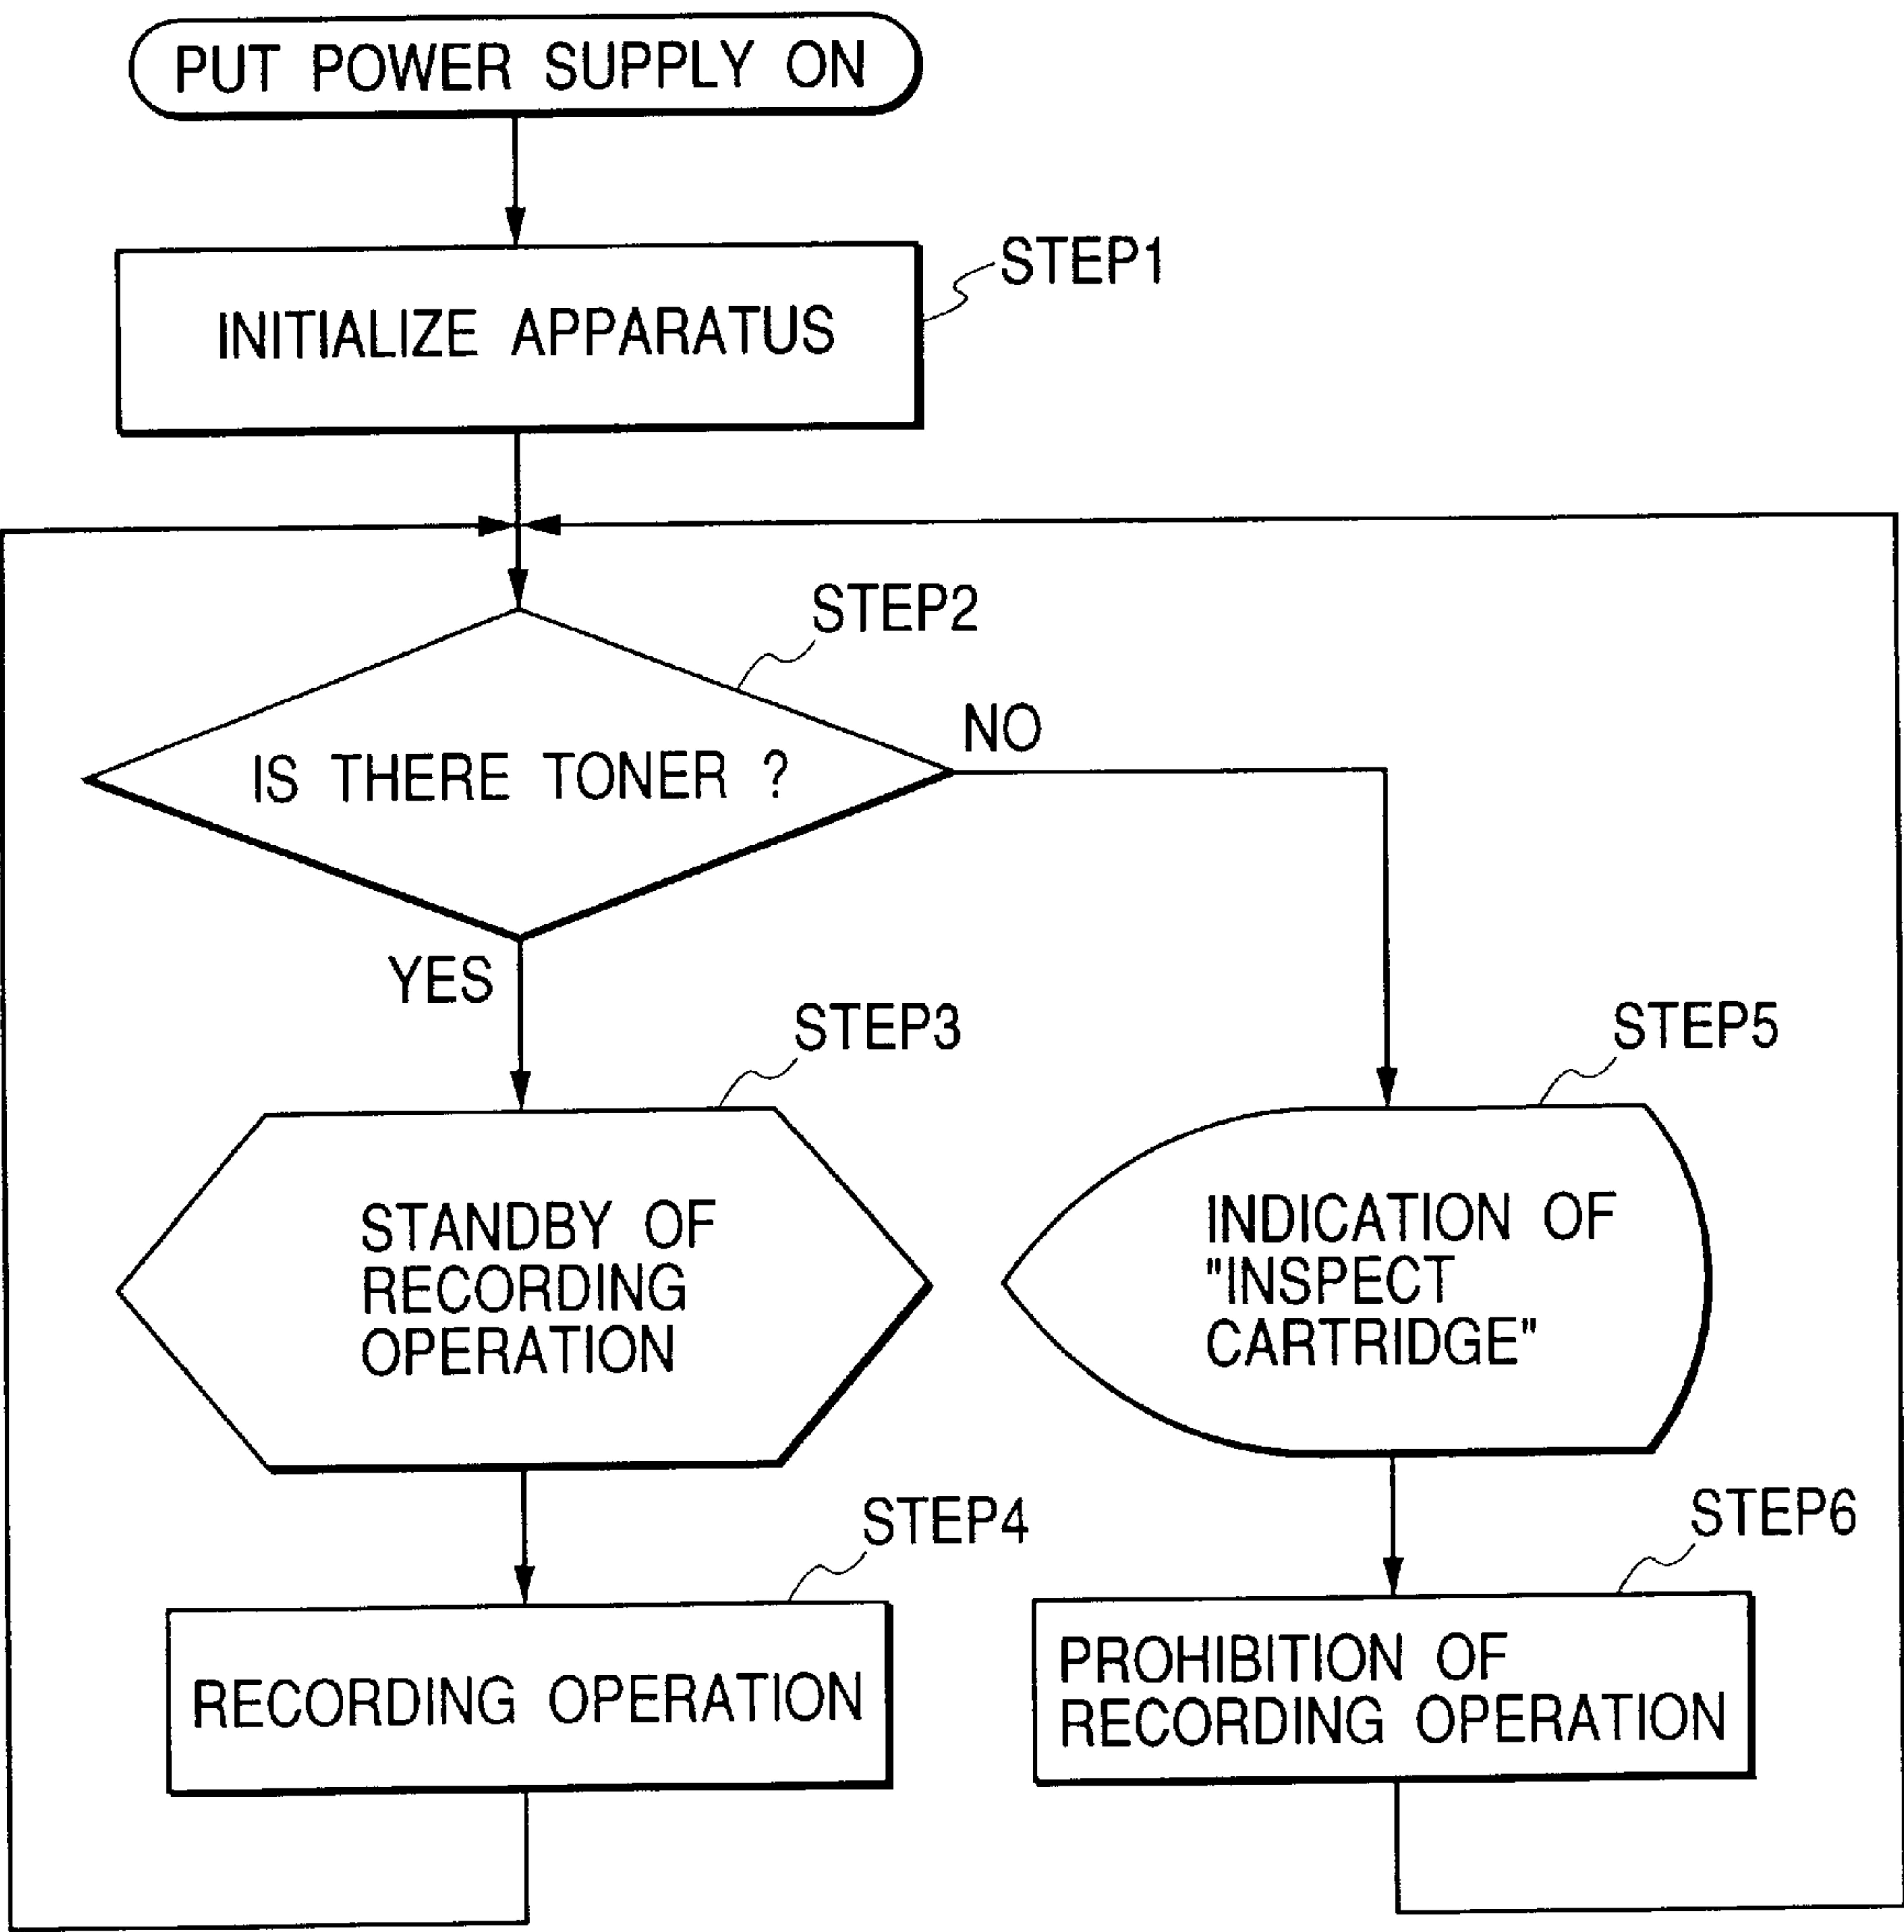 PUT POWER SUPPLY ON
STEP1
INITIALIZE APPARATUS
STEP2
NO
IS THERE TONER ?
YES
STEP3
STANDBY OF
RECORDING
OPERATION
STEP5
INDICATION OF
"INSPECT
CARTRIDGE"
STEP4
RECORDING OPERATION
STEP6
PROHIBITION OF
RECORDING OPERATION